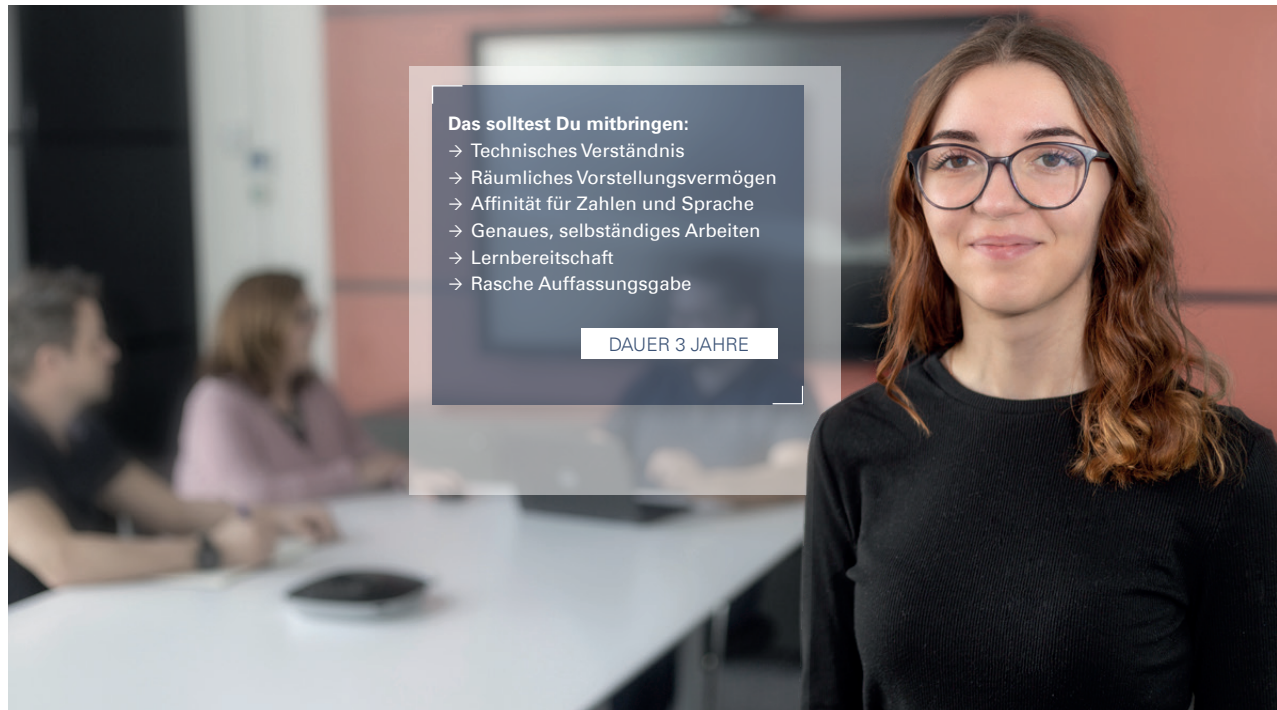 Das solltest Du mitbringen:
→ Technisches Verständnis
→ Räumliches Vorstellungsvermögen
→ Affinität für Zahlen und Sprache
→ Genaues, selbständiges Arbeiten
→ Lernbereitschaft
→ Rasche Auffassungsgabe
DAUER 3 JAHRE